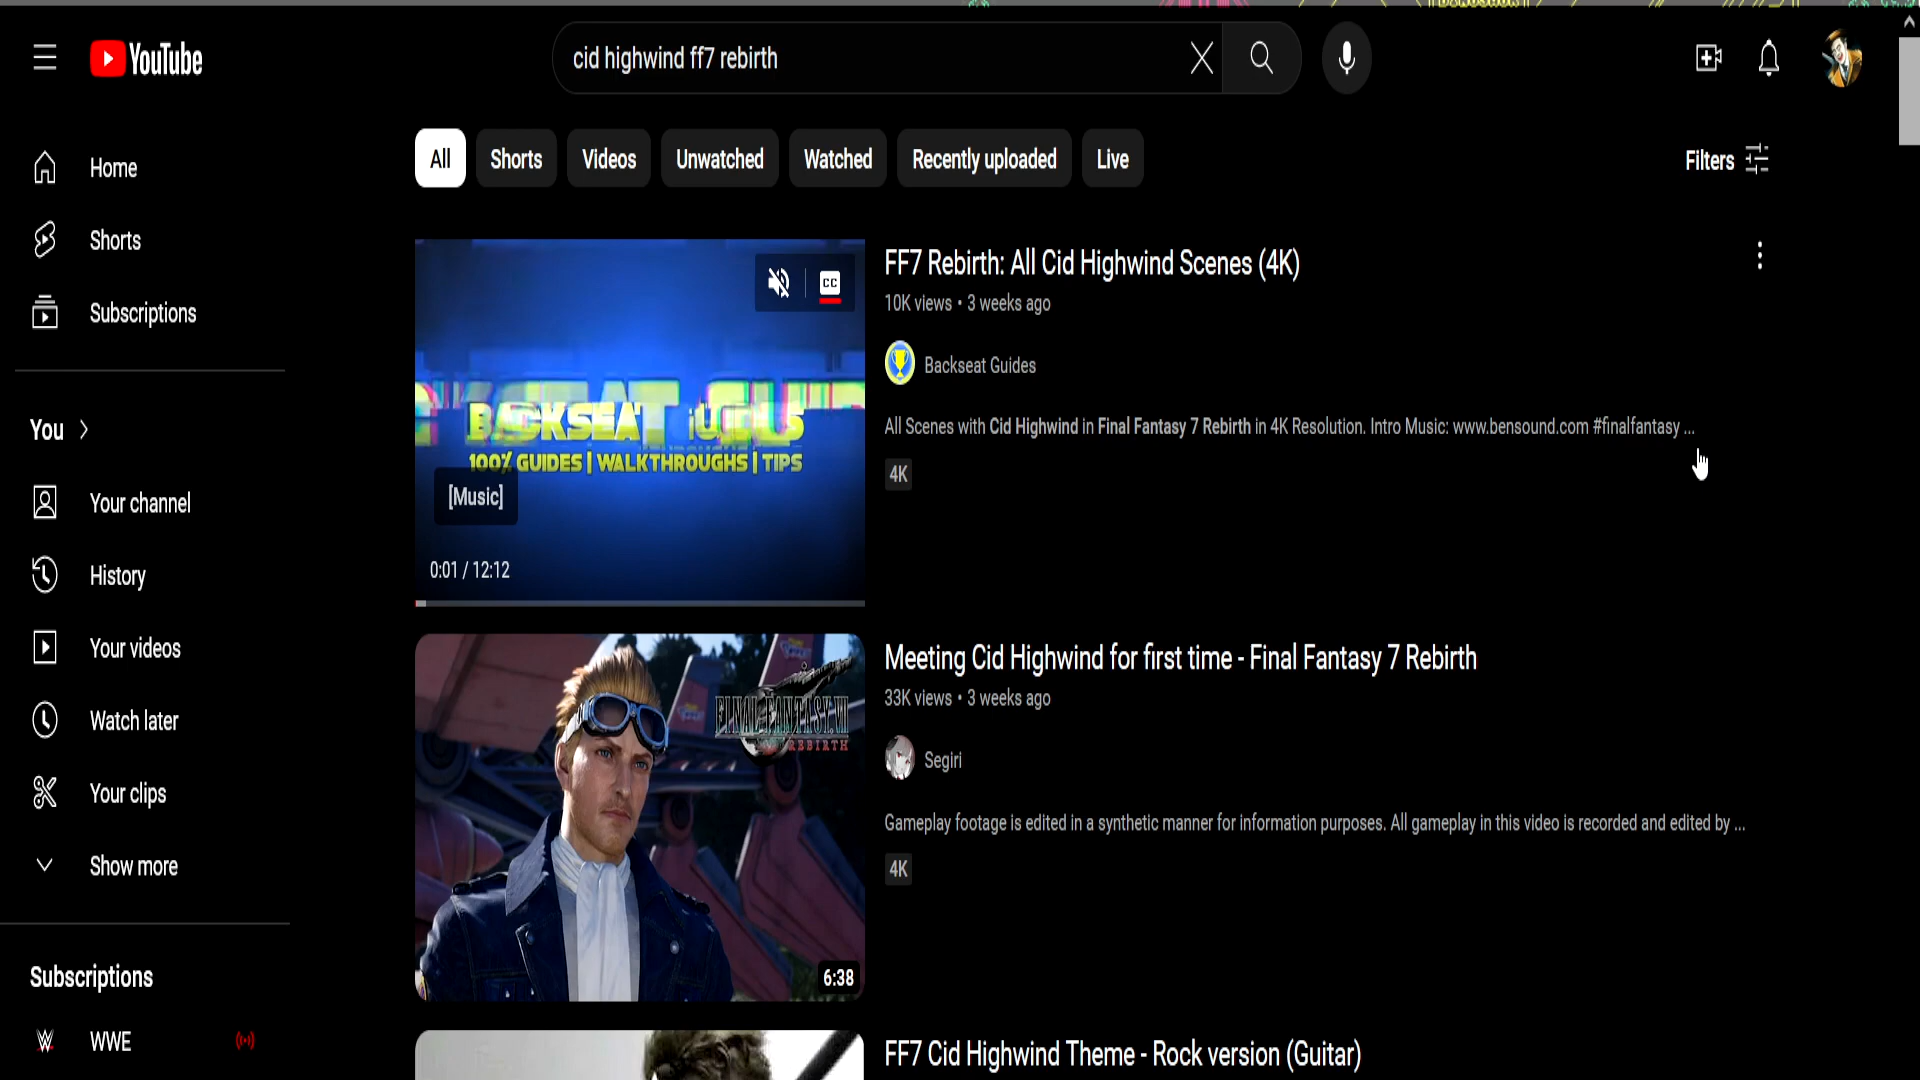 YouTube
cid highwind ff7 rebirth
All
Shorts
Videos
Unwatched
Watched
Recently uploaded
Live
Filters
Home
Shorts
Subscriptions
You
Your channel
History
Your videos
Watch later
Your clips
Show more
Subscriptions
WWE
CC
BACKSEAT
100% GUIDES | WALKTHROUGHS | TIPS
[Music]
0:01 / 12:12
FF7 Rebirth: All Cid Highwind Scenes (4K)
10K views • 3 weeks ago
Backseat Guides
All Scenes with Cid Highwind in Final Fantasy 7 Rebirth in 4K Resolution. Intro Music: www.bensound.com #finalfantasy ...
4K
FINAL FANTASY VII
REBIRTH
6:38
Meeting Cid Highwind for first time - Final Fantasy 7 Rebirth
33K views • 3 weeks ago
Segiri
Gameplay footage is edited in a synthetic manner for information purposes. All gameplay in this video is recorded and edited by ...
4K
FF7 Cid Highwind Theme - Rock version (Guitar)